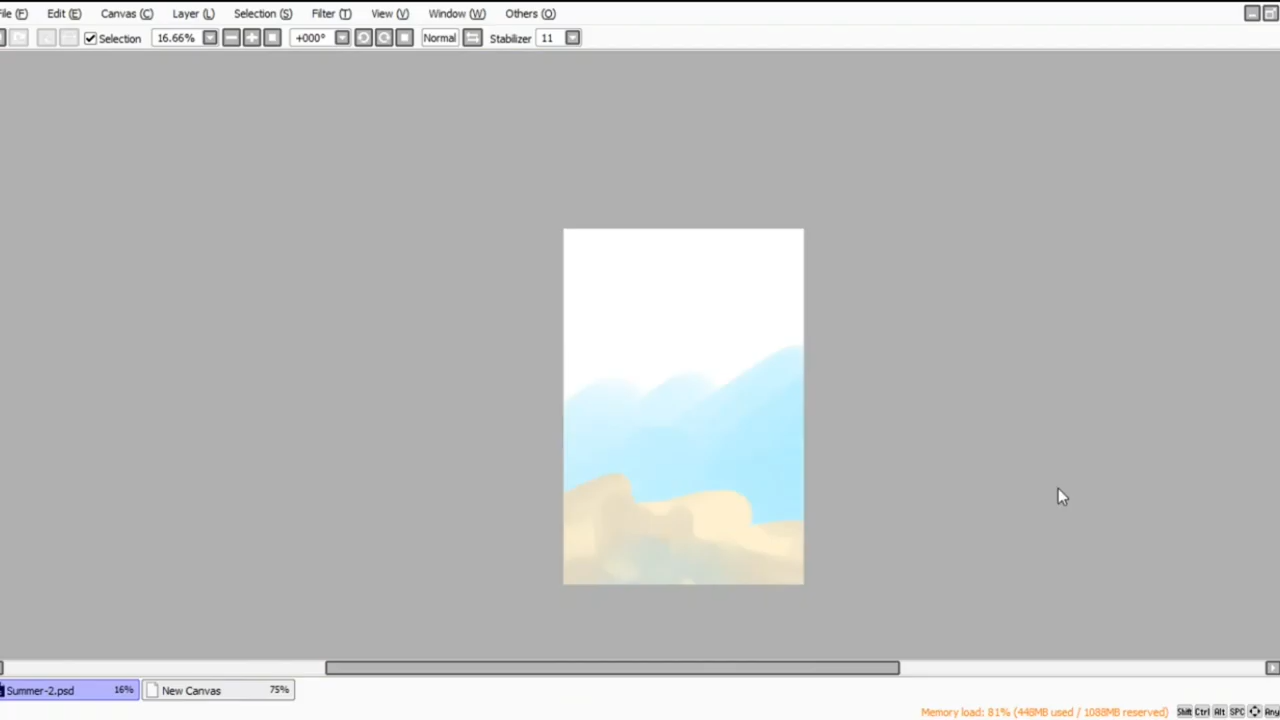 File (F) Edit (E) Canvas (C) Layer (L) Selection (S) Filter (T) View (V) Window (W) Others (O)
Selection 16.66% +000° Normal Stabilizer 11
Summer-2.psd 16% New Canvas 75%
Memory load: 81% (448MB used / 1088MB reserved) Shift Ctrl Alt SPC Any